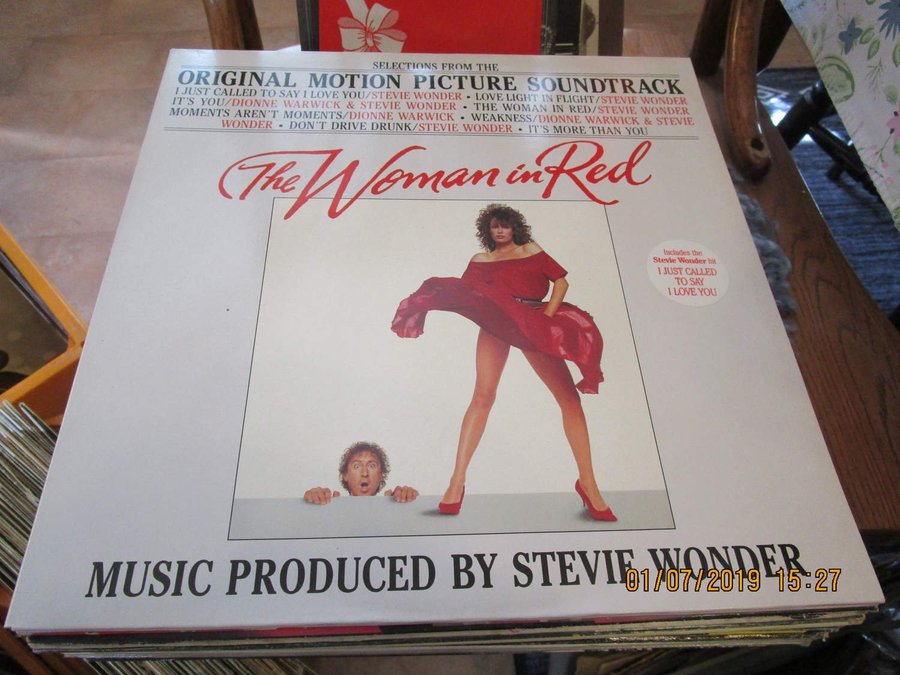 SELECTIONS FROM THE
ORIGINAL MOTION PICTURE SOUNDTRACK
I JUST CALLED TO SAY I LOVE YOU/STEVIE WONDER • LOVE LIGHT IN FLIGHT/STEVIE WONDER
IT'S YOU/DIONNE WARWICK & STEVIE WONDER • THE WOMAN IN RED/STEVIE WONDER
MOMENTS AREN'T MOMENTS/DIONNE WARWICK • WEAKNESS/DIONNE WARWICK & STEVIE
WONDER • DON'T DRIVE DRUNK/STEVIE WONDER • IT'S MORE THAN YOU
The Woman in Red
Includes the
Stevie Wonder hit
I JUST CALLED
TO SAY
I LOVE YOU
MUSIC PRODUCED BY STEVIE WONDER
01/07/2019 15:27